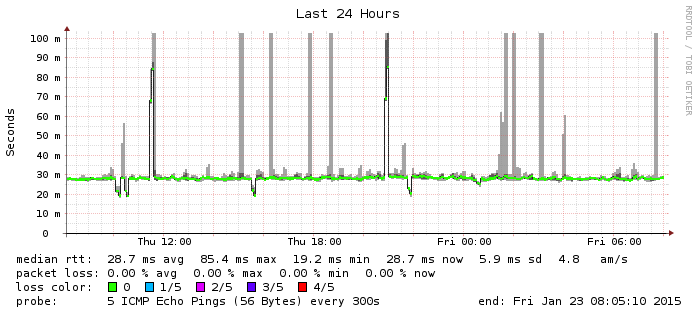 Last 24 Hours
RRDTOOL / TOBI OETIKER
Seconds
100 m
90 m
80 m
70 m
60 m
50 m
40 m
30 m
20 m
10 m
0
Thu 12:00 Thu 18:00 Fri 00:00 Fri 06:00
median rtt: 28.7 ms avg 85.4 ms max 19.2 ms min 28.7 ms now 5.9 ms sd 4.8 am/s
packet loss: 0.00 % avg 0.00 % max 0.00 % min 0.00 % now
loss color: 0 1/5 2/5 3/5 4/5
probe: 5 ICMP Echo Pings (56 Bytes) every 300s end: Fri Jan 23 08:05:10 2015